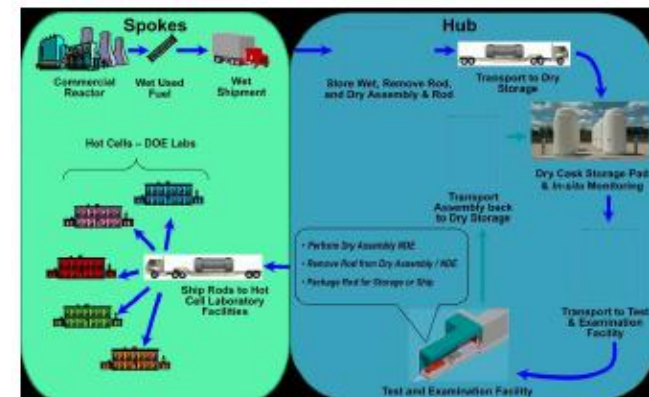 Spokes
Hub
Commercial
Reactor
Wet Used
Fuel
Wet
Shipment
Store Wet, Remove Rod,
and Dry Assembly & Rod
Transport to Dry
Storage
Hot Cells -- DOE Labs
Dry Cask Storage Pad
& In-situ Monitoring
Transport
Assembly back
to Dry Storage
• Perform Dry Assembly NDE
• Remove Rod from Dry Assembly / NDE
• Package Rod for Storage or Ship
Ship Rods to Hot
Cell Laboratory
Facilities
Transport to Test
& Examination
Facility
Test and Examination Facility